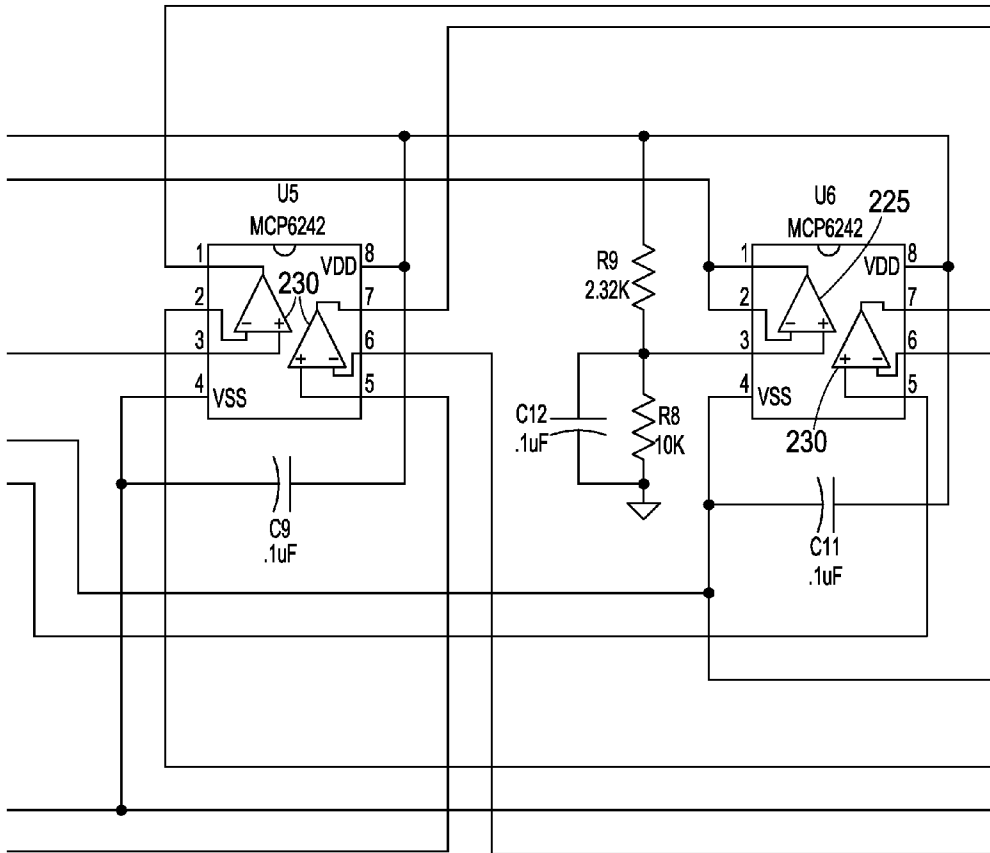 U5
MCP6242
1
2
3
4
8
7
6
5
VDD
VSS
230
- +
+ -
C9
.1uF
R9
2.32K
R8
10K
C12
.1uF
U6
MCP6242
225
1
2
3
4
8
7
6
5
VDD
VSS
- +
+ -
230
C11
.1uF